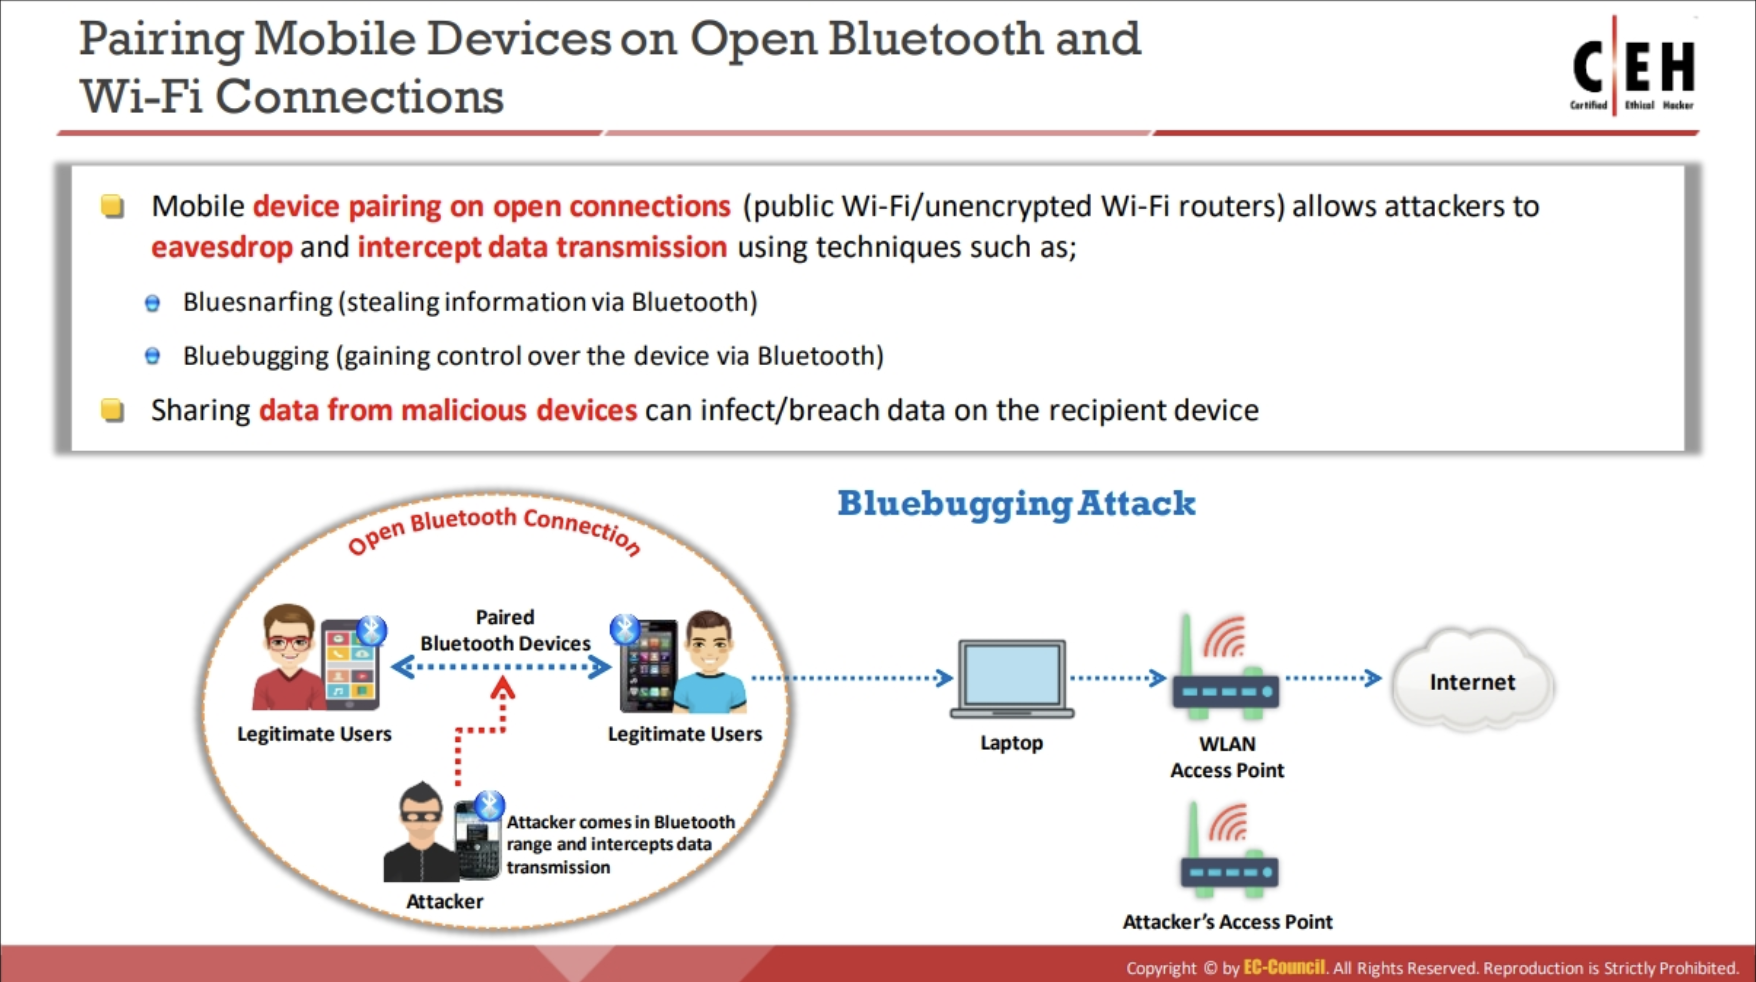 Pairing Mobile Devices on Open Bluetooth and
Wi-Fi Connections
C|EH
Certified Ethical Hacker
Mobile device pairing on open connections (public Wi-Fi/unencrypted Wi-Fi routers) allows attackers to
eavesdrop and intercept data transmission using techniques such as;
Bluesnarfing (stealing information via Bluetooth)
Bluebugging (gaining control over the device via Bluetooth)
Sharing data from malicious devices can infect/breach data on the recipient device
Bluebugging Attack
Open Bluetooth Connection
Paired
Bluetooth Devices
Legitimate Users
Legitimate Users
Attacker comes in Bluetooth
range and intercepts data
transmission
Attacker
Laptop
WLAN
Access Point
Internet
Attacker's Access Point
Copyright © by EC-Council. All Rights Reserved. Reproduction is Strictly Prohibited.